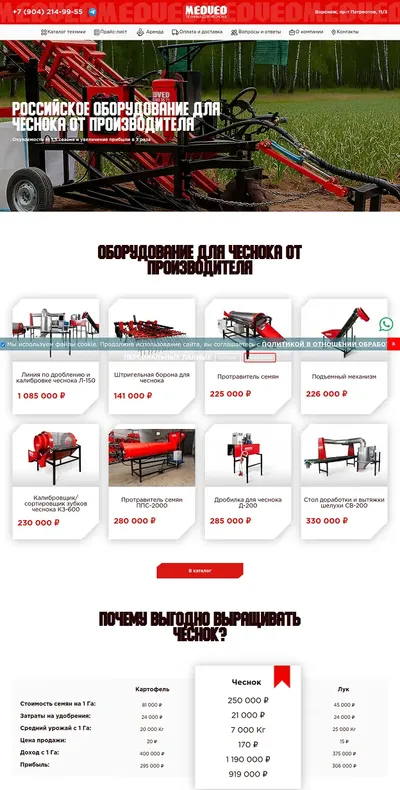 +7 (904) 214-99-55
МЕДVЕD
Воронеж, пр-т Патриотов, 11/3
Каталог техники
Прайс-лист
Аренда
Оплата и доставка
Вопросы и ответы
О компании
Контакты
РОССИЙСКОЕ ОБОРУДОВАНИЕ ДЛЯ
ЧЕСНОКА ОТ ПРОИЗВОДИТЕЛЯ
Окупаемость за 1,5 сезона и увеличение прибыли в 3 раза
ОБОРУДОВАНИЕ ДЛЯ ЧЕСНОКА ОТ
ПРОИЗВОДИТЕЛЯ
Мы используем файлы cookie. Продолжив использование сайта, вы соглашаетесь с ПОЛИТИКОЙ В ОТНОШЕНИИ ОБРАБОТ
ПЕРСОНАЛЬНЫХ ДАННЫХ
Линия по дроблению и
калибровке чеснока Л-150
1 085 000 ₽
Штригельная борона для
чеснока
141 000 ₽
Протравитель семян
225 000 ₽
Подъемный механизм
226 000 ₽
Калибровщик/
сортировщик зубков
чеснока КЗ-600
230 000 ₽
Протравитель семян
ППС-2000
280 000 ₽
Дробилка для чеснока
Д-200
285 000 ₽
Стол доработки и вытяжки
шелухи СВ-200
330 000 ₽
В каталог
ПОЧЕМУ ВЫГОДНО ВЫРАЩИВАТЬ
ЧЕСНОК?
Картофель
Чеснок
Лук
Стоимость семян на 1 Га:
81 000 ₽
250 000 ₽
45 000 ₽
Затраты на удобрения:
24 000 ₽
21 000 ₽
24 000 ₽
Средний урожай с 1 Га:
20 000 Кг
7 000 Кг
25 000 Кг
Цена продажи:
20 ₽
170 ₽
15 ₽
Доход с 1 Га:
400 000 ₽
1 190 000 ₽
375 000 ₽
Прибыль:
295 000 ₽
919 000 ₽
306 000 ₽